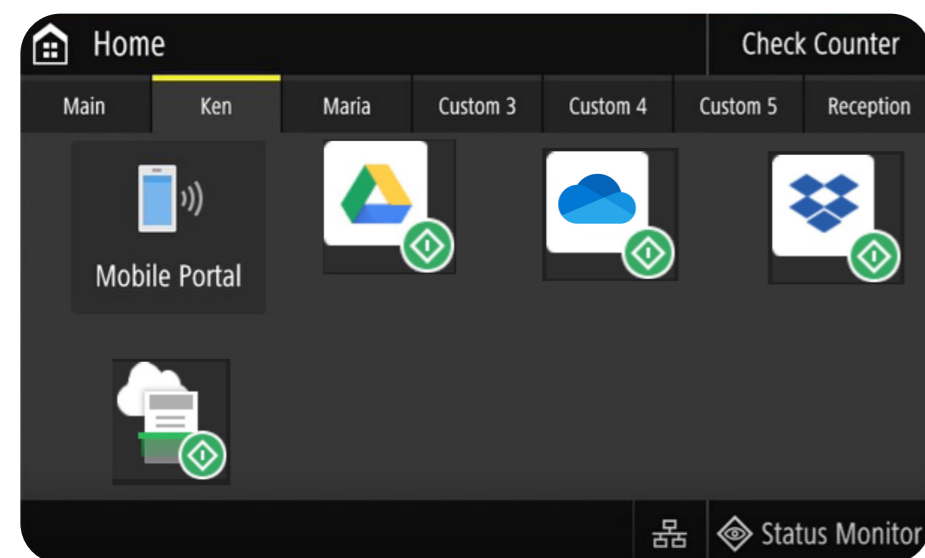 Home
Check Counter
Main
Ken
Maria
Custom 3
Custom 4
Custom 5
Reception
Mobile Portal
Status Monitor